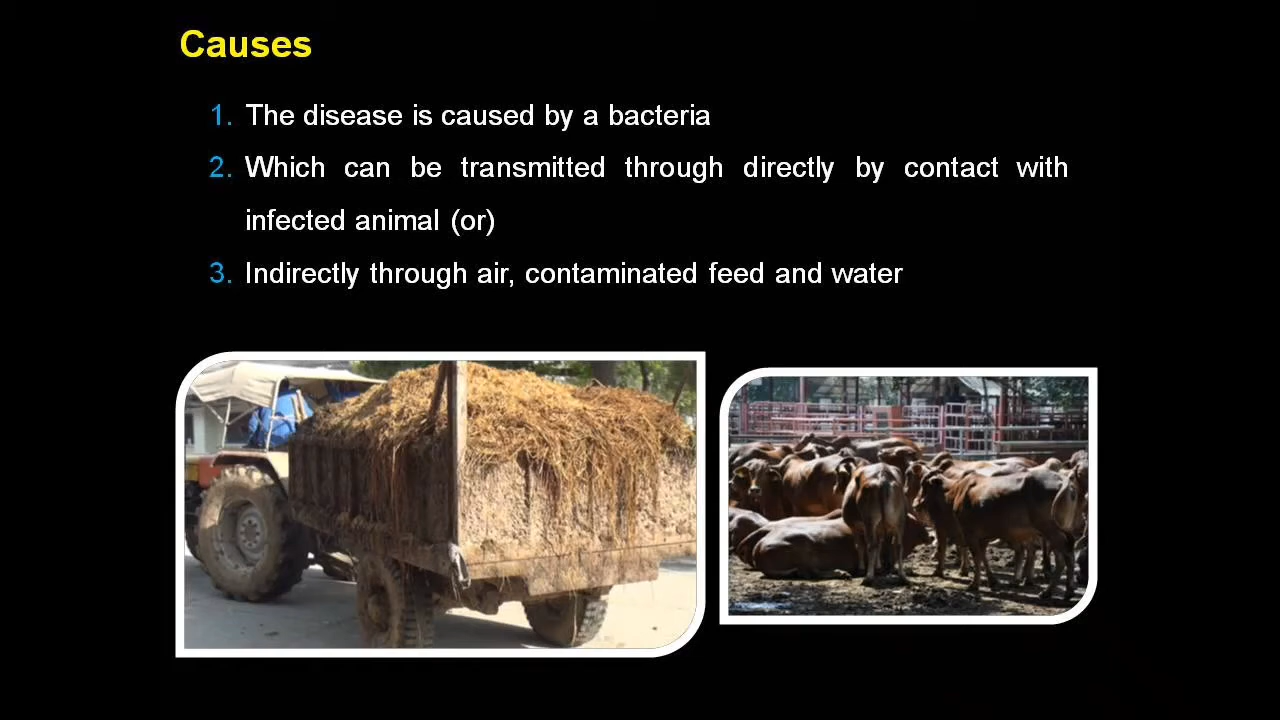 Causes
1. The disease is caused by a bacteria
2. Which can be transmitted through directly by contact with
infected animal (or)
3. Indirectly through air, contaminated feed and water